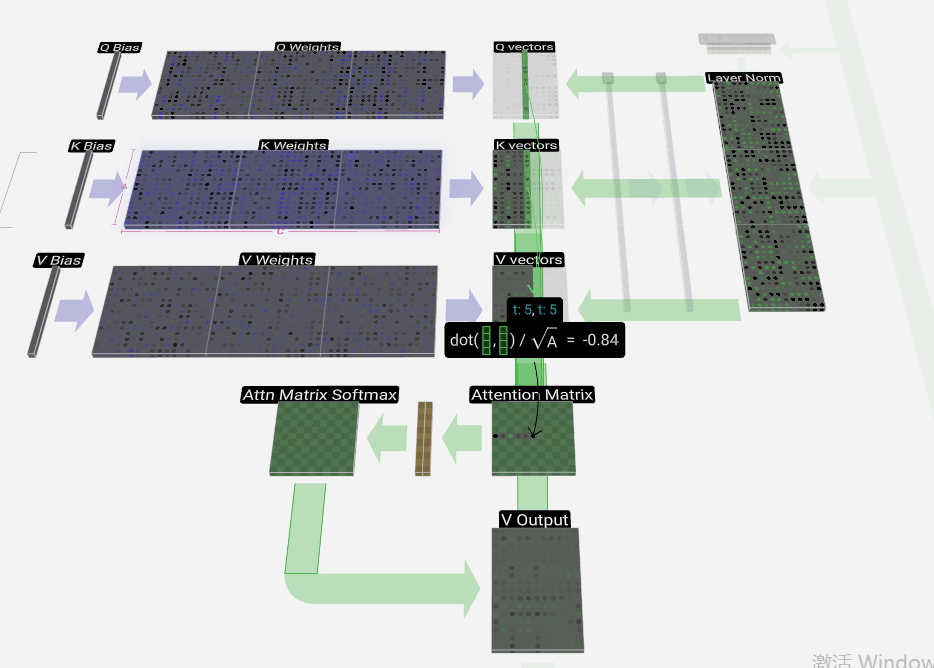 Q Bias
Q Weights
Q vectors
Layer Norm
K Bias
K Weights
K vectors
A
C
V Bias
V Weights
V vectors
t: 5, t: 5
dot( , ) / √A = -0.84
Attn Matrix Softmax
Attention Matrix
V Output
激活 Window